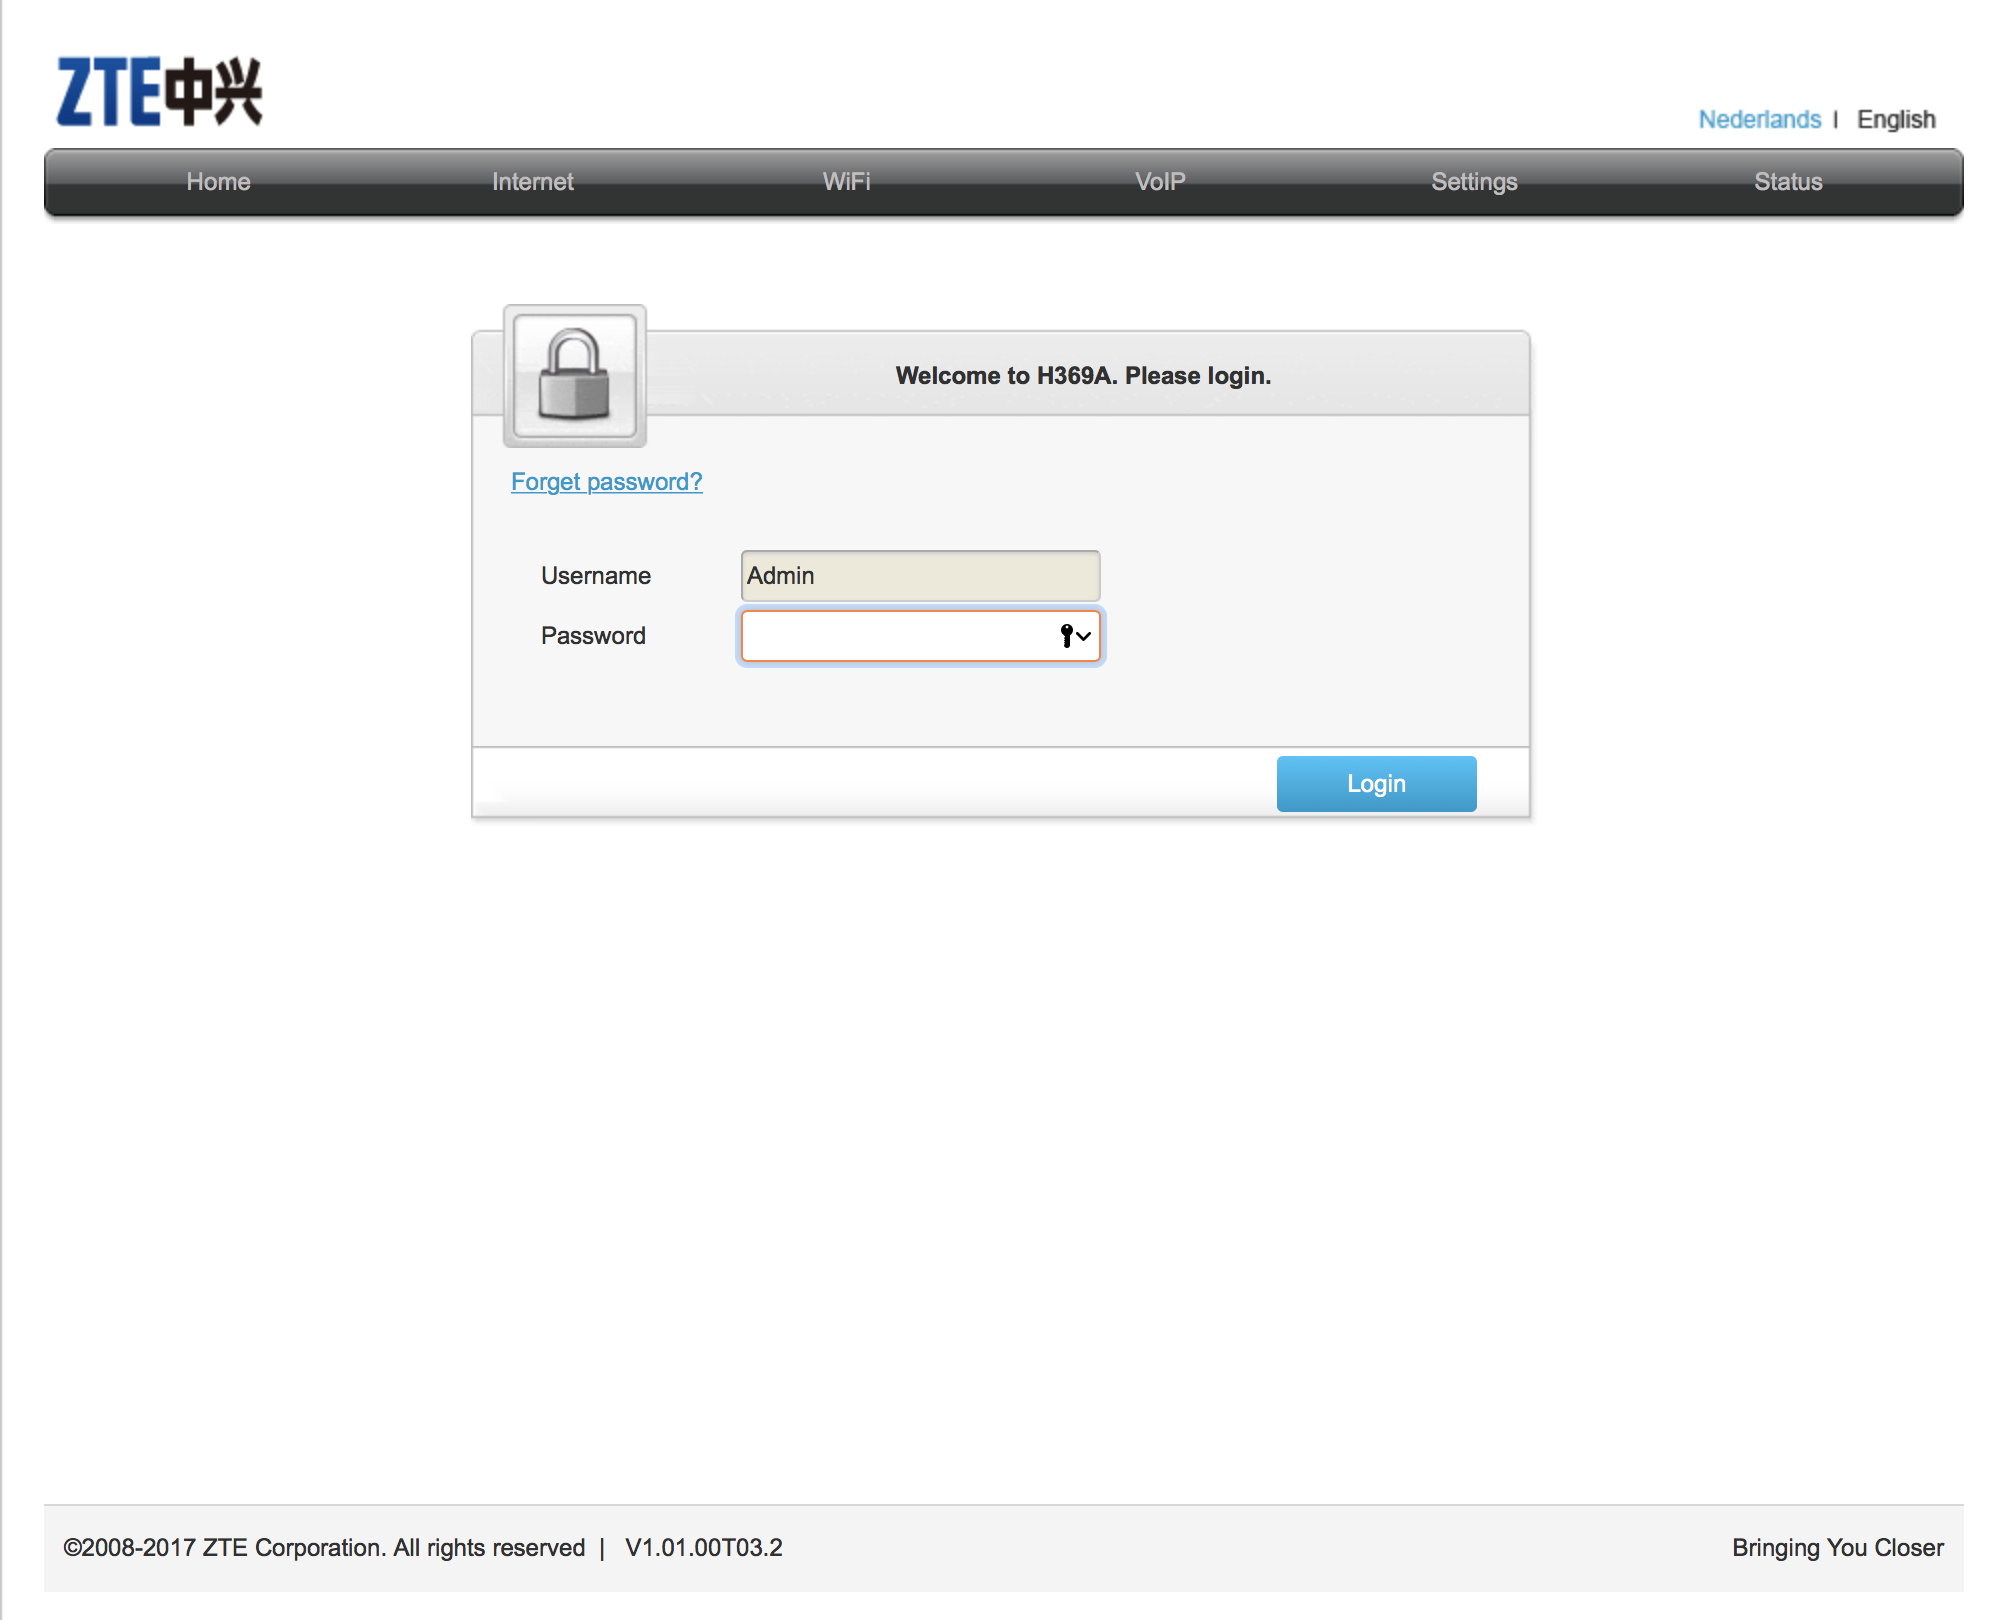 ZTE中兴
Nederlands | English
Home Internet WiFi VoIP Settings Status
Welcome to H369A. Please login.
Forget password?
Username Admin
Password
Login
©2008-2017 ZTE Corporation. All rights reserved | V1.01.00T03.2
Bringing You Closer